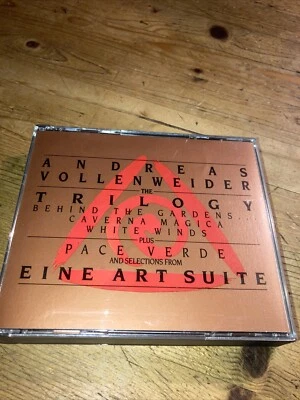 ANDREAS
VOLLENWEIDER
THE
TRILOGY
BEHIND THE GARDENS....
CAVERNA MAGICA
WHITE WINDS
PLUS
PACE VERDE
AND SELECTIONS FROM
EINE ART SUITE